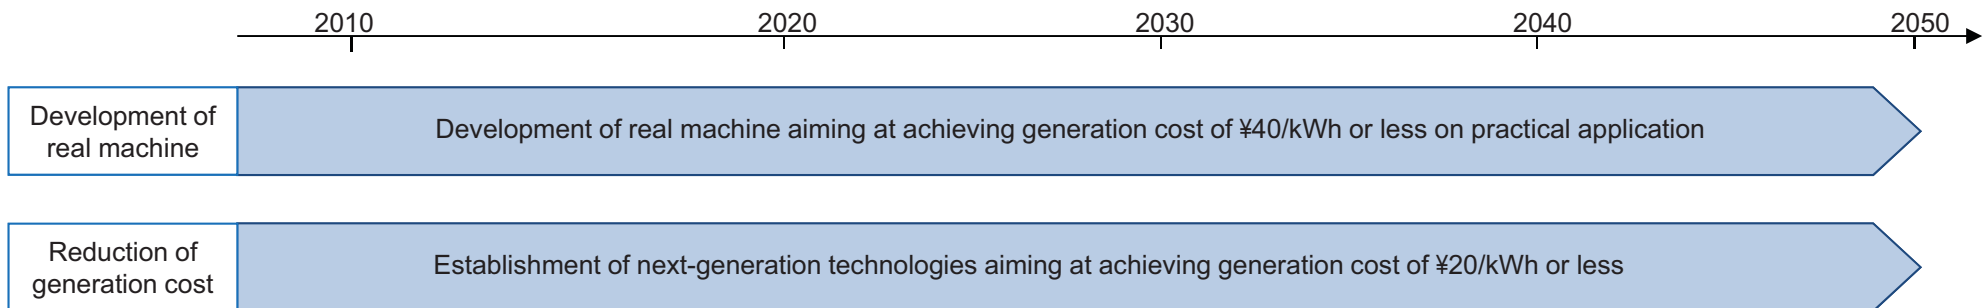 2010 2020 2030 2040 2050
Development of
real machine
Development of real machine aiming at achieving generation cost of ¥40/kWh or less on practical application
Reduction of
generation cost
Establishment of next-generation technologies aiming at achieving generation cost of ¥20/kWh or less